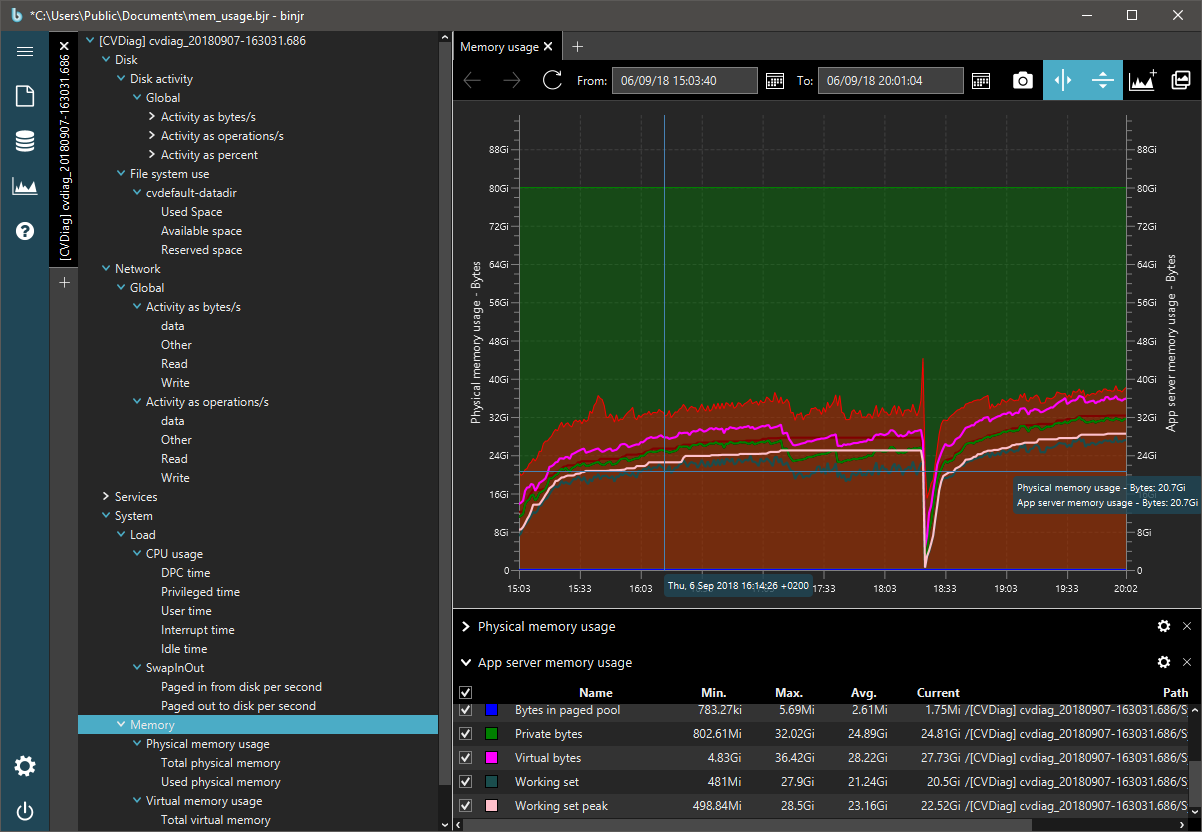 *C:\Users\Public\Documents\mem_usage.bjr - binjr
[CVDiag] cvdiag_20180907-163031.686
[CVDiag] cvdiag_20180907-163031.686
Disk
Disk activity
Global
Activity as bytes/s
Activity as operations/s
Activity as percent
File system use
cvdefault-datadir
Used Space
Available space
Reserved space
Network
Global
Activity as bytes/s
data
Other
Read
Write
Activity as operations/s
data
Other
Read
Write
Services
System
Load
CPU usage
DPC time
Privileged time
User time
Interrupt time
Idle time
SwapInOut
Paged in from disk per second
Paged out to disk per second
Memory
Physical memory usage
Total physical memory
Used physical memory
Virtual memory usage
Total virtual memory
Memory usage
From: 06/09/18 15:03:40 To: 06/09/18 20:01:04
Physical memory usage - Bytes
88Gi
80Gi
72Gi
64Gi
56Gi
48Gi
40Gi
32Gi
24Gi
16Gi
8Gi
0
88Gi
80Gi
72Gi
64Gi
56Gi
48Gi
40Gi
32Gi
24Gi
8Gi
0
App server memory usage - Bytes
Physical memory usage - Bytes: 20.7Gi
App server memory usage - Bytes: 20.7Gi
15:03 15:33 16:03 17:33 18:03 18:33 19:03 19:33 20:02
Thu, 6 Sep 2018 16:14:26 +0200
Physical memory usage
App server memory usage
Name Min. Max. Avg. Current Path
Bytes in paged pool 783.27ki 5.69Mi 2.61Mi 1.75Mi /[CVDiag] cvdiag_20180907-163031.686/S
Private bytes 802.61Mi 32.02Gi 24.89Gi 24.81Gi /[CVDiag] cvdiag_20180907-163031.686/S
Virtual bytes 4.83Gi 36.42Gi 28.22Gi 27.73Gi /[CVDiag] cvdiag_20180907-163031.686/S
Working set 481Mi 27.9Gi 21.24Gi 20.5Gi /[CVDiag] cvdiag_20180907-163031.686/S
Working set peak 498.84Mi 28.5Gi 23.16Gi 22.52Gi /[CVDiag] cvdiag_20180907-163031.686/S